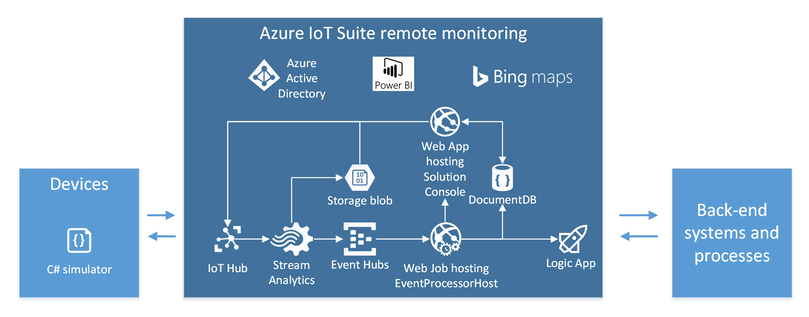 Azure IoT Suite remote monitoring
Azure
Active
Directory
Power BI
Bing maps
Devices
C# simulator
Web App
hosting
Solution
Console
10
01
Storage blob
DocumentDB
IoT Hub
Stream
Analytics
Event Hubs
Web Job hosting
EventProcessorHost
Logic App
Back-end
systems and
processes